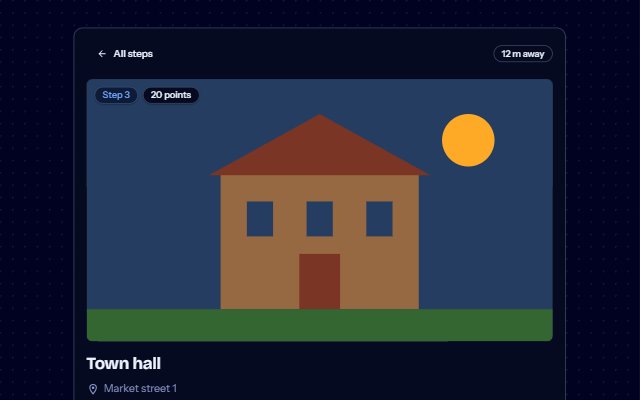 All steps
12 m away
Step 3
20 points
Town hall
Market street 1